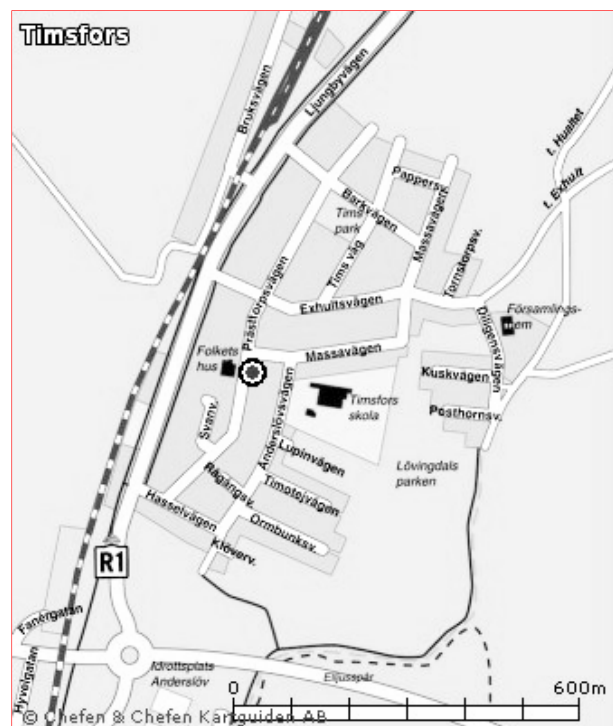 Timsfors
Ljungbyvägen
Bruksvägen
t. Hualtet
t. Exhult
Pappersv.
Barkvägen
Tims
park
Massavägen
Tornstorpsv.
Tims väg
Prästtorpsvägen
Exhultsvägen
Församlings-
em
Diligensvägen
Folkets
hus
Massavägen
Kuskvägen
Svanv.
Anderslövsvägen
Timsfors
skola
Posthornsv.
Lupinvägen
Lövingdals
parken
Rågångsv.
Timotejvägen
Hasselvägen
Ormbunksv.
Klöverv.
R1
Fanérgatan
Hyvelgatan
Idrottsplats
Anderslöv
Elljusspår
0 600m
© Chefen & Chefen Kartguiden AB